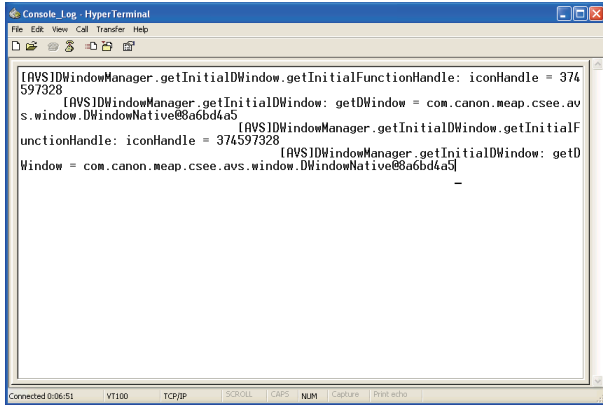 Console_Log - HyperTerminal
File Edit View Call Transfer Help
[AVS]DWindowManager.getInitialDWindow.getInitialFunctionHandle: iconHandle = 374
597328
[AVS]DWindowManager.getInitialDWindow: getDWindow = com.canon.meap.csee.av
s.window.DWindowNative@8a6bd4a5
[AVS]DWindowManager.getInitialDWindow.getInitialF
unctionHandle: iconHandle = 374597328
[AVS]DWindowManager.getInitialDWindow: getD
Window = com.canon.meap.csee.avs.window.DWindowNative@8a6bd4a5
Connected 0:06:51 VT100 TCP/IP SCROLL CAPS NUM Capture Print echo